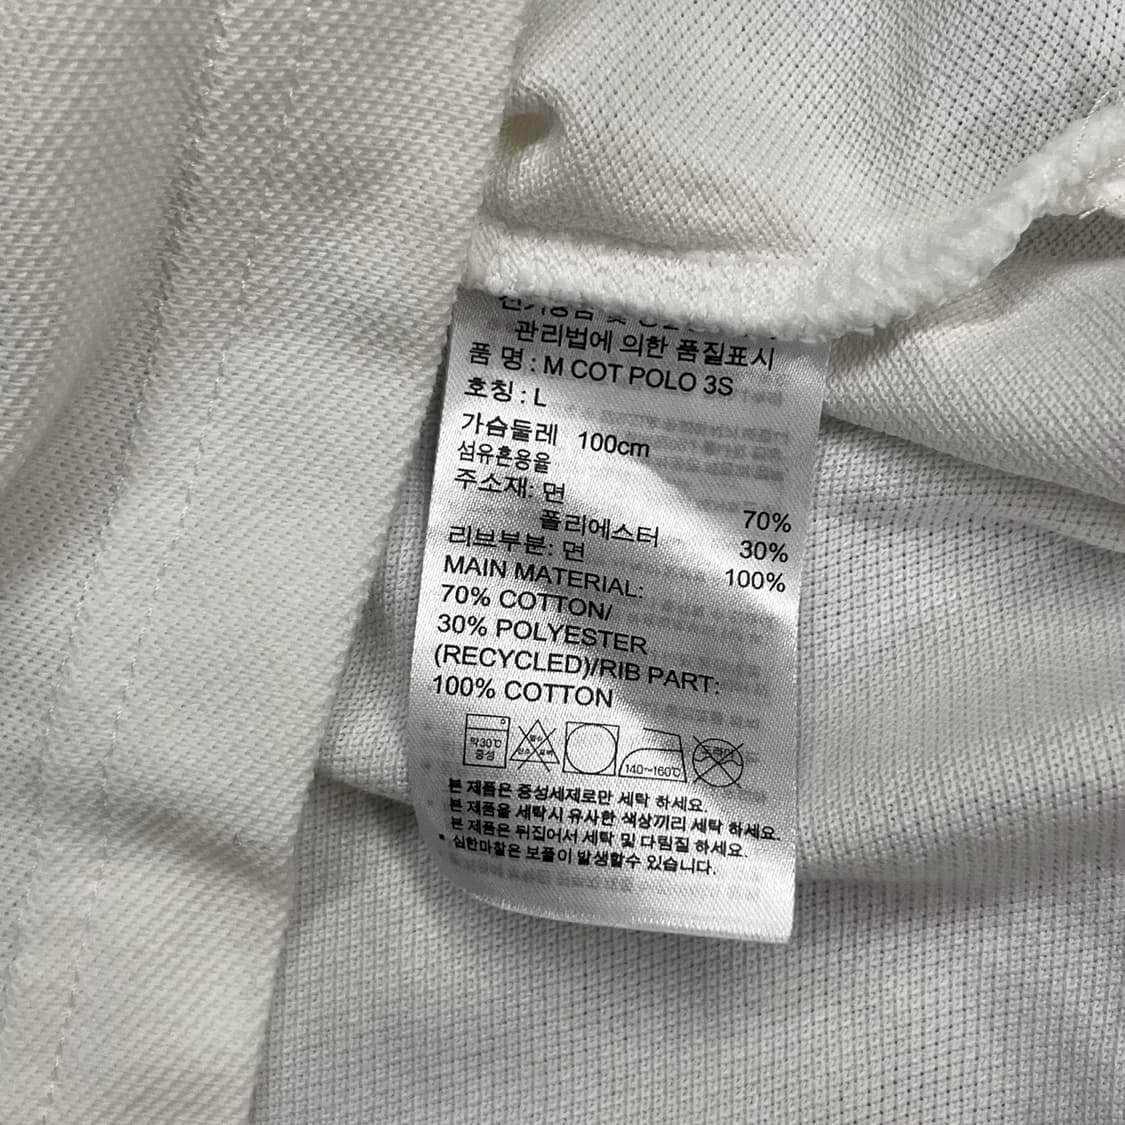 관리법에 의한 품질표시
품 명 : M COT POLO 3S
호칭 : L
가슴둘레 100cm
섬유혼용율
주소재: 면 70%
폴리에스터 30%
리브부분: 면 100%
MAIN MATERIAL:
70% COTTON/
30% POLYESTER
(RECYCLED)/RIB PART:
100% COTTON
약30℃
중성
140~160℃
드라이
본 제품은 중성세제로만 세탁 하세요.
본 제품을 세탁시 유사한 색상끼리 세탁 하세요.
본 제품은 뒤집어서 세탁 및 다림질 하세요.
* 심한마찰은 보풀이 발생할수 있습니다.